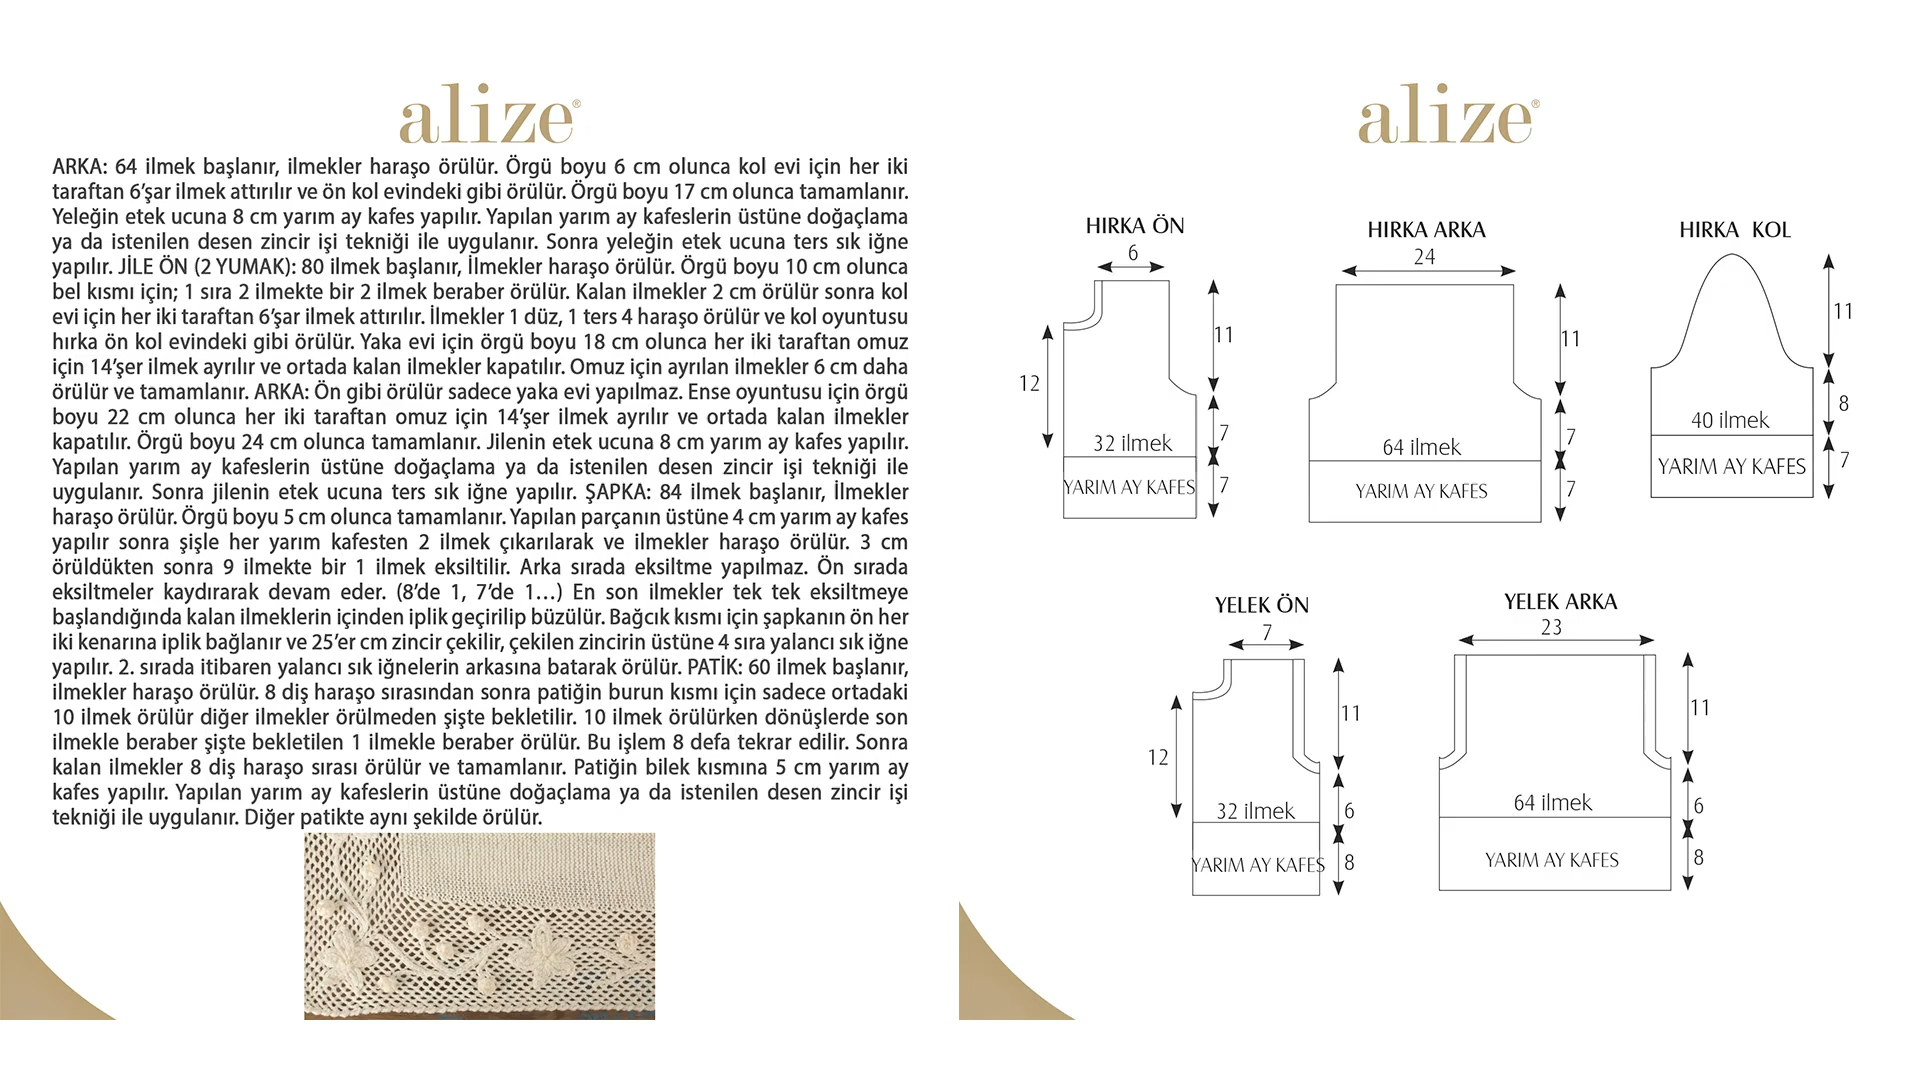 alize®
ARKA: 64 ilmek başlanır, ilmekler haraşo örülür. Örgü boyu 6 cm olunca kol evi için her iki
taraftan 6'şar ilmek attırılır ve ön kol evindeki gibi örülür. Örgü boyu 17 cm olunca tamamlanır.
Yeleğin etek ucuna 8 cm yarım ay kafes yapılır. Yapılan yarım ay kafeslerin üstüne doğaçlama
ya da istenilen desen zincir işi tekniği ile uygulanır. Sonra yeleğin etek ucuna ters sık iğne
yapılır. JİLE ÖN (2 YUMAK): 80 ilmek başlanır, İlmekler haraşo örülür. Örgü boyu 10 cm olunca
bel kısmı için; 1 sıra 2 ilmekte bir 2 ilmek beraber örülür. Kalan ilmekler 2 cm örülür sonra kol
evi için her iki taraftan 6'şar ilmek attırılır. İlmekler 1 düz, 1 ters 4 haraşo örülür ve kol oyuntusu
hırka ön kol evindeki gibi örülür. Yaka evi için örgü boyu 18 cm olunca her iki taraftan omuz
için 14'şer ilmek ayrılır ve ortada kalan ilmekler kapatılır. Omuz için ayrılan ilmekler 6 cm daha
örülür ve tamamlanır. ARKA: Ön gibi örülür sadece yaka evi yapılmaz. Ense oyuntusu için örgü
boyu 22 cm olunca her iki taraftan omuz için 14'şer ilmek ayrılır ve ortada kalan ilmekler
kapatılır. Örgü boyu 24 cm olunca tamamlanır. Jilenin etek ucuna 8 cm yarım ay kafes yapılır.
Yapılan yarım ay kafeslerin üstüne doğaçlama ya da istenilen desen zincir işi tekniği ile
uygulanır. Sonra jilenin etek ucuna ters sık iğne yapılır. ŞAPKA: 84 ilmek başlanır, İlmekler
haraşo örülür. Örgü boyu 5 cm olunca tamamlanır. Yapılan parçanın üstüne 4 cm yarım ay kafes
yapılır sonra şişle her yarım kafesten 2 ilmek çıkarılarak ve ilmekler haraşo örülür. 3 cm
örüldükten sonra 9 ilmekte bir 1 ilmek eksiltilir. Arka sırada eksiltme yapılmaz. Ön sırada
eksiltmeler kaydırarak devam eder. (8'de 1, 7'de 1...) En son ilmekler tek tek eksiltmeye
başlandığında kalan ilmeklerin içinden iplik geçirilip büzülür. Bağcık kısmı için şapkanın ön her
iki kenarına iplik bağlanır ve 25'er cm zincir çekilir, çekilen zincirin üstüne 4 sıra yalancı sık iğne
yapılır. 2. sırada itibaren yalancı sık iğnelerin arkasına batarak örülür. PATİK: 60 ilmek başlanır,
ilmekler haraşo örülür. 8 diş haraşo sırasından sonra patiğin burun kısmı için sadece ortadaki
10 ilmek örülür diğer ilmekler örülmeden şişte bekletilir. 10 ilmek örülürken dönüşlerde son
ilmekle beraber şişte bekletilen 1 ilmekle beraber örülür. Bu işlem 8 defa tekrar edilir. Sonra
kalan ilmekler 8 diş haraşo sırası örülür ve tamamlanır. Patiğin bilek kısmına 5 cm yarım ay
kafes yapılır. Yapılan yarım ay kafeslerin üstüne doğaçlama ya da istenilen desen zincir işi
tekniği ile uygulanır. Diğer patikte aynı şekilde örülür.
alize®
HIRKA ÖN
6
12
11
7
7
32 ilmek
YARIM AY KAFES
HIRKA ARKA
24
11
7
7
64 ilmek
YARIM AY KAFES
HIRKA KOL
11
8
7
40 ilmek
YARIM AY KAFES
YELEK ÖN
7
12
11
6
8
32 ilmek
YARIM AY KAFES
YELEK ARKA
23
11
6
8
64 ilmek
YARIM AY KAFES